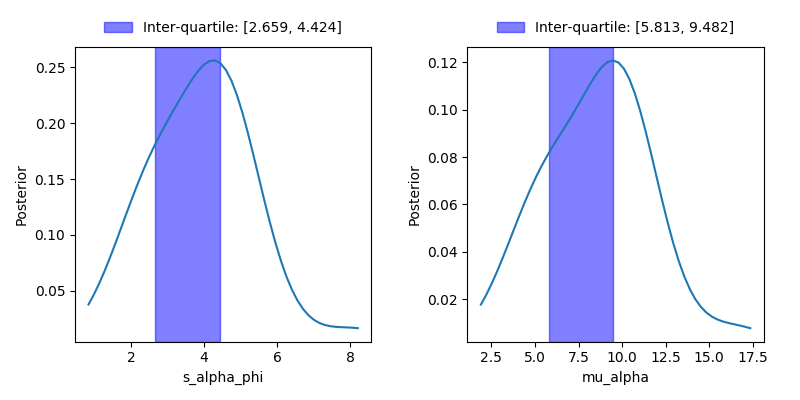 Inter-quartile: [2.659, 4.424]
0.25
0.20
0.15
0.10
0.05
Posterior
2 4 6 8
s_alpha_phi
Inter-quartile: [5.813, 9.482]
0.12
0.10
0.08
0.06
0.04
0.02
Posterior
2.5 5.0 7.5 10.0 12.5 15.0 17.5
mu_alpha